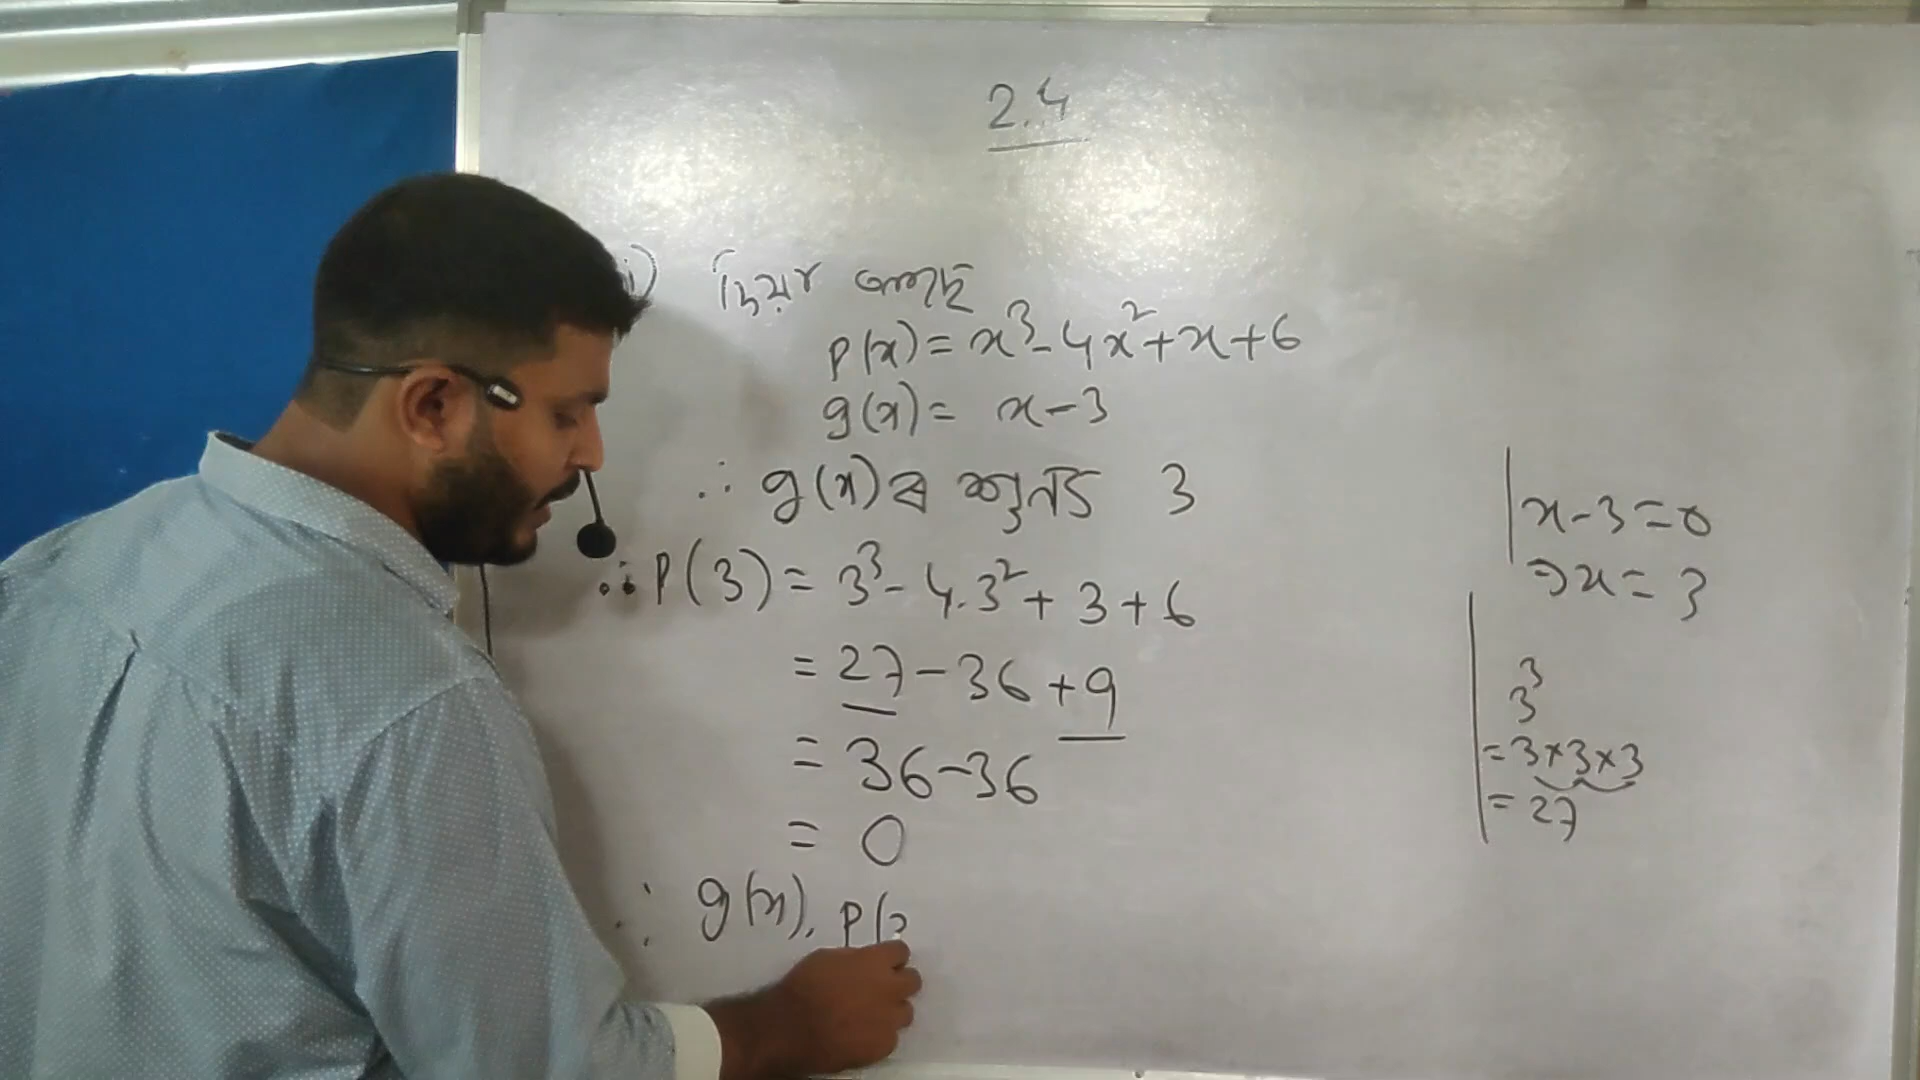 2.4
i) দিয়া আছে
p(x) = x³ - 4x² + x + 6
g(x) = x - 3
∴ g(x)ৰ শূন্যতা 3
∴ P(3) = 3³ - 4.3² + 3 + 6
= 27 - 36 + 9
= 36 - 36
= 0
∴ g(x), P(
x - 3 = 0
⇒ x = 3
3³
= 3×3×3
= 27